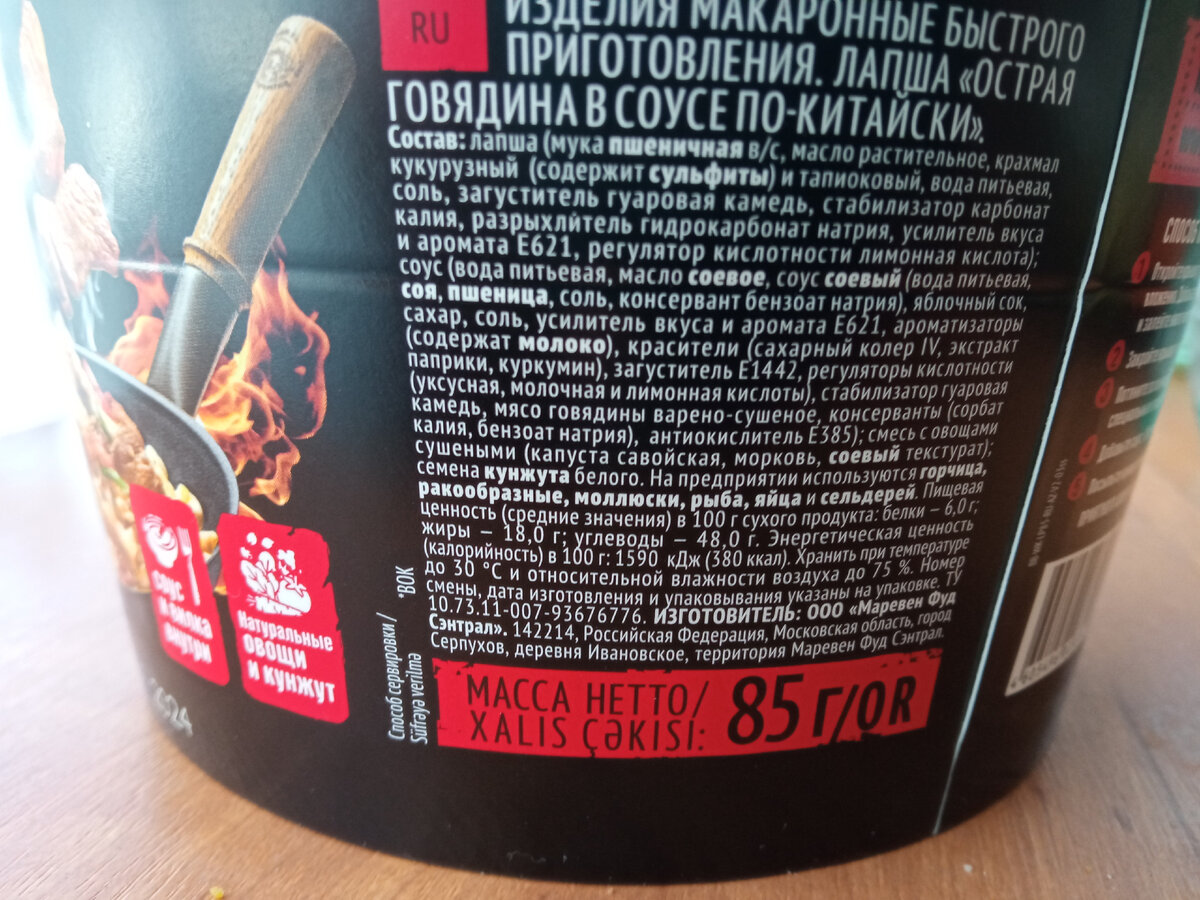 RU
ИЗДЕЛИЯ МАКАРОННЫЕ БЫСТРОГО
ПРИГОТОВЛЕНИЯ. ЛАПША «ОСТРАЯ
ГОВЯДИНА В СОУСЕ ПО-КИТАЙСКИ».
Состав: лапша (мука пшеничная в/с, масло растительное, крахмал
кукурузный (содержит сульфиты) и тапиоковый, вода питьевая,
соль, загуститель гуаровая камедь, стабилизатор карбонат
калия, разрыхлитель гидрокарбонат натрия, усилитель вкуса
и аромата Е621, регулятор кислотности лимонная кислота);
соус (вода питьевая, масло соевое, соус соевый (вода питьевая,
соя, пшеница, соль, консервант бензоат натрия), яблочный сок,
сахар, соль, усилитель вкуса и аромата Е621, ароматизаторы
(содержат молоко), красители (сахарный колер IV, экстракт
паприки, куркумин), загуститель Е1442, регуляторы кислотности
(уксусная, молочная и лимонная кислоты), стабилизатор гуаровая
камедь, мясо говядины варено-сушеное, консерванты (сорбат
калия, бензоат натрия), антиокислитель Е385); смесь с овощами
сушеными (капуста савойская, морковь, соевый текстурат);
семена кунжута белого. На предприятии используются горчица,
ракообразные, моллюски, рыба, яйца и сельдерей. Пищевая
ценность (средние значения) в 100 г сухого продукта: белки – 6,0 г;
жиры – 18,0 г; углеводы – 48,0 г. Энергетическая ценность
(калорийность) в 100 г: 1590 кДж (380 ккал). Хранить при температуре
до 30 °С и относительной влажности воздуха до 75 %. Номер
смены, дата изготовления и упаковывания указаны на упаковке. ТУ
10.73.11-007-93676776. ИЗГОТОВИТЕЛЬ: ООО «Маревен Фуд
Сэнтрал». 142214, Российская Федерация, Московская область, город
Серпухов, деревня Ивановское, территория Маревен Фуд Сэнтрал.
МАССА НЕТТО/
XALIS ÇƏKISI: 85 Г/QR
Способ сервировки/
Süfrəyə verilmə
*ВОК
соус
и вилка
внутри
Натуральные
овощи
и кунжут
СПОСОБ